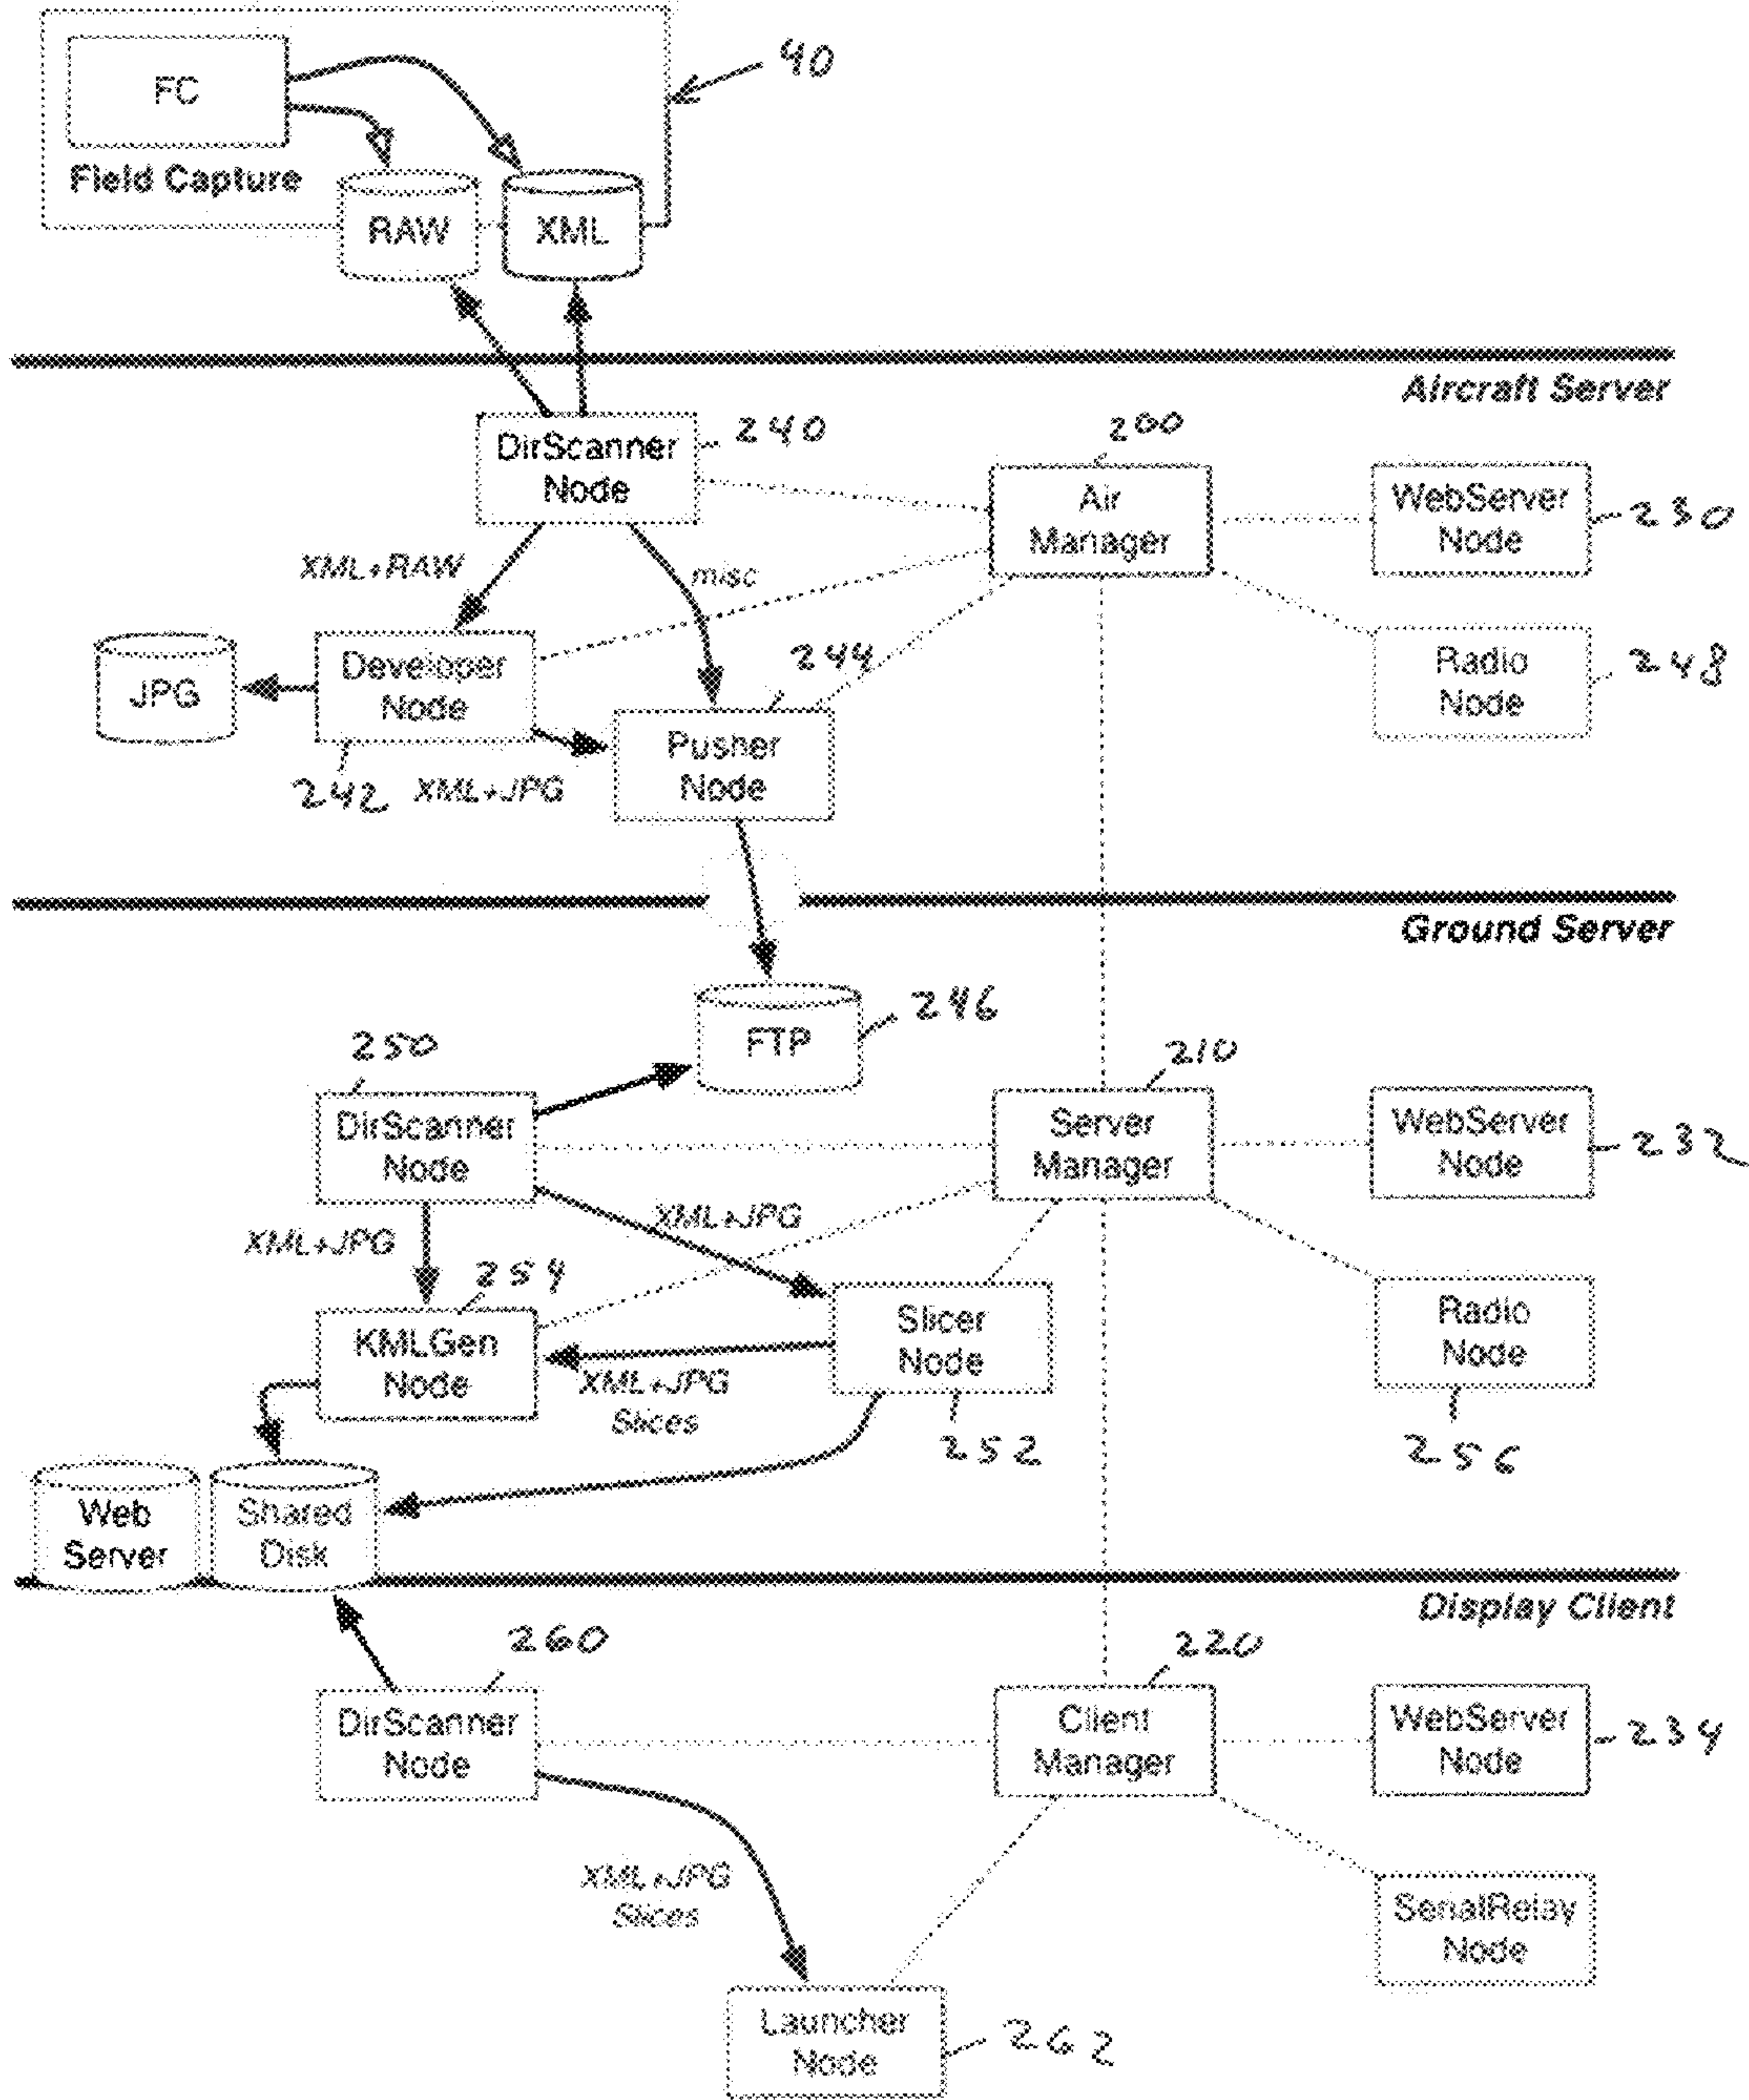 40
FC
Field Capture
RAW
XML
Aircraft Server
DirScanner
Node
240
200
Air
Manager
WebServer
Node
230
XML+RAW
misc
JPG
Developer
Node
244
Radio
Node
248
Pusher
Node
242
XML+JPG
Ground Server
246
FTP
250
210
DirScanner
Node
Server
Manager
WebServer
Node
232
XML+JPG
XML+JPG
254
KMLGen
Node
Slicer
Node
Radio
Node
XML+JPG
Slices
252
256
Web
Server
Shared
Disk
Display Client
260
220
DirScanner
Node
Client
Manager
WebServer
Node
234
XML+JPG
Slices
SerialRelay
Node
Launcher
Node
262